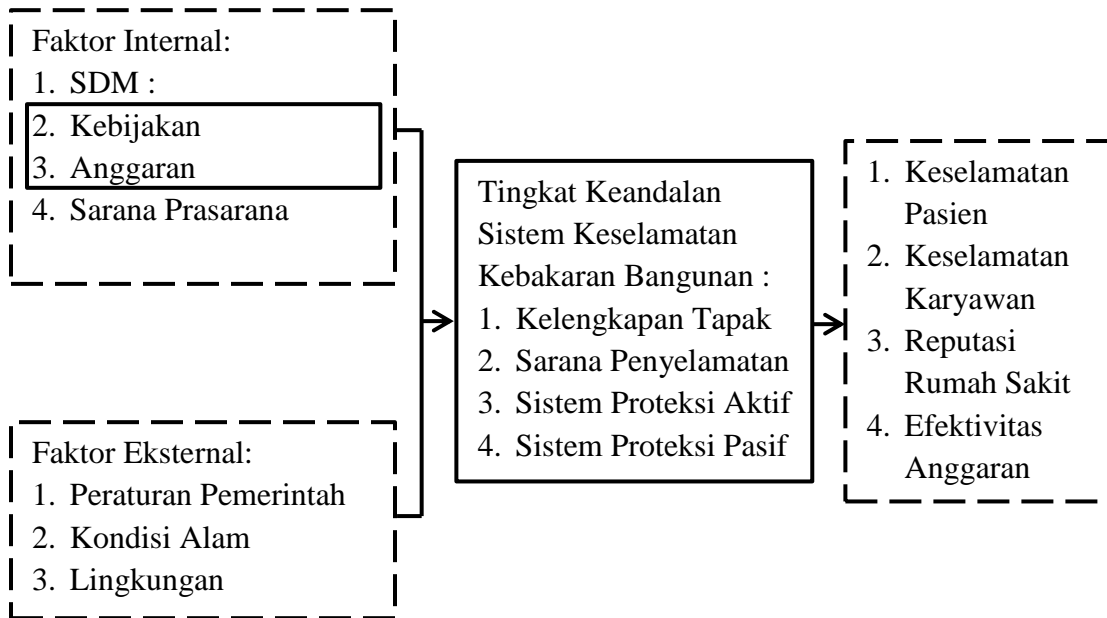 Faktor Internal:
1. SDM :
2. Kebijakan
3. Anggaran
4. Sarana Prasarana
Faktor Eksternal:
1. Peraturan Pemerintah
2. Kondisi Alam
3. Lingkungan
Tingkat Keandalan
Sistem Keselamatan
Kebakaran Bangunan :
1. Kelengkapan Tapak
2. Sarana Penyelamatan
3. Sistem Proteksi Aktif
4. Sistem Proteksi Pasif
1. Keselamatan
Pasien
2. Keselamatan
Karyawan
3. Reputasi
Rumah Sakit
4. Efektivitas
Anggaran